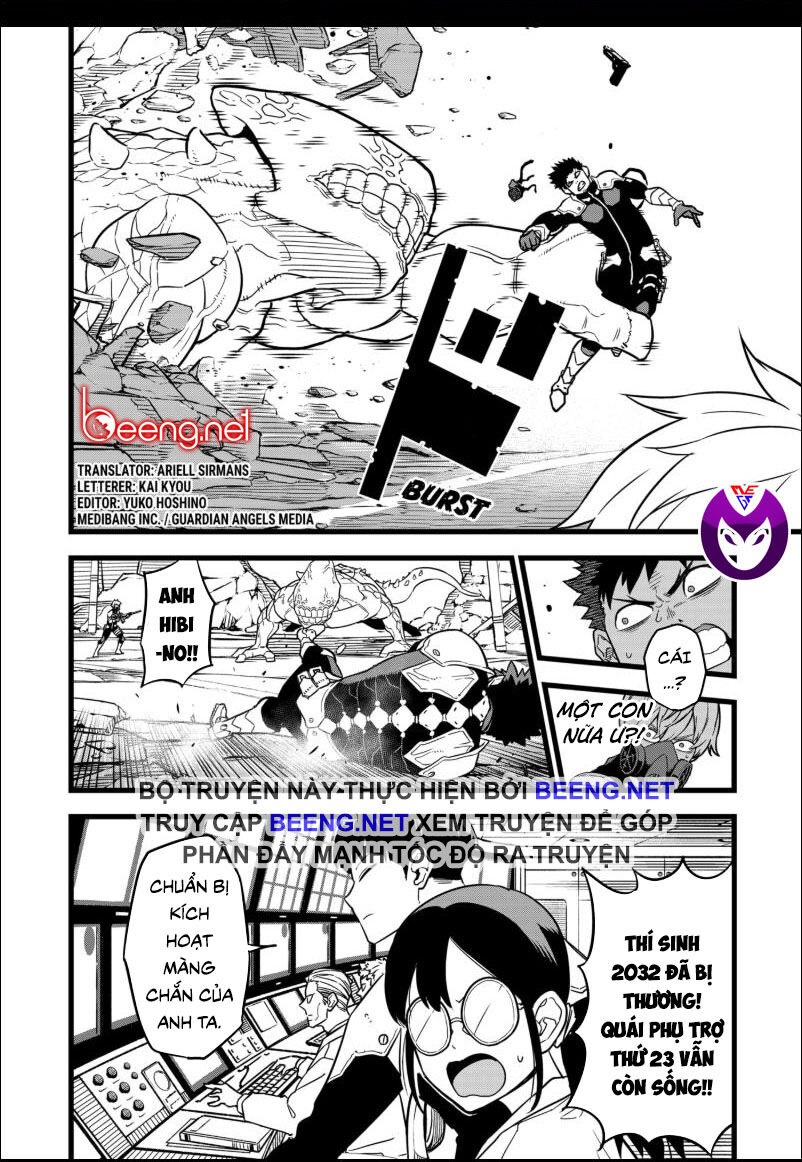 ドパッ
BURST
beeng.net
TRANSLATOR: ARIELL SIRMANS
LETTERER: KAI KYOU
EDITOR: YUKO HOSHINO
MEDIBANG INC. / GUARDIAN ANGELS MEDIA
CÁI
...?
MỘT CON
NỮA Ư?!
ANH
HIBI
-NO!!
BỘ TRUYỆN NÀY THỰC HIỆN BỞI BEENG.NET
TRUY CẬP BEENG.NET XEM TRUYỆN ĐỂ GÓP
PHẦN ĐẨY MẠNH TỐC ĐỘ RA TRUYỆN
THÍ SINH
2032 ĐÃ BỊ
THƯƠNG!
QUÁI PHỤ TRỢ
THỨ 23 VẪN
CÒN SỐNG!!
CHUẨN BỊ
KÍCH
HOẠT
MÀNG
CHẮN CỦA
ANH TA.